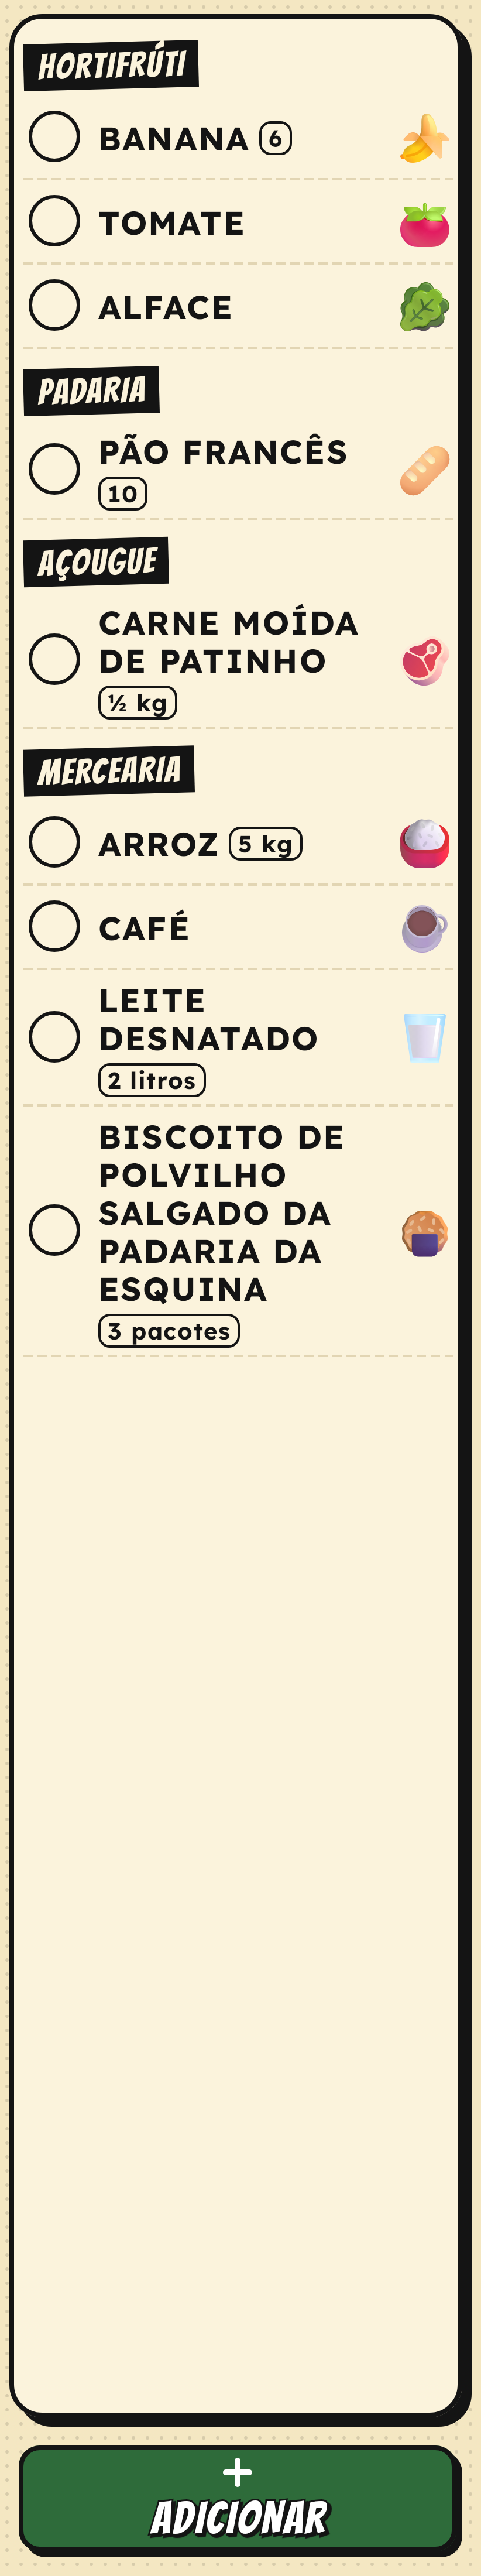 HORTIFRÚTI
BANANA 6
TOMATE
ALFACE
PADARIA
PÃO FRANCÊS
10
AÇOUGUE
CARNE MOÍDA
DE PATINHO
½ kg
MERCEARIA
ARROZ 5 kg
CAFÉ
LEITE
DESNATADO
2 litros
BISCOITO DE
POLVILHO
SALGADO DA
PADARIA DA
ESQUINA
3 pacotes
+
ADICIONAR